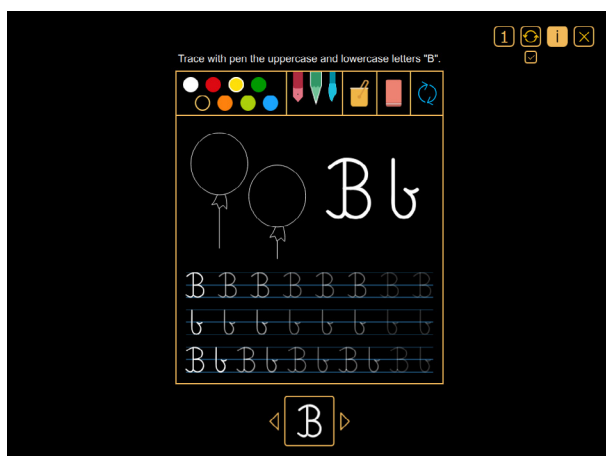 1 i
Trace with pen the uppercase and lowercase letters "B".
B b
B B B B B B B B
b b b b b b b b
B b B b B b B b B b
B